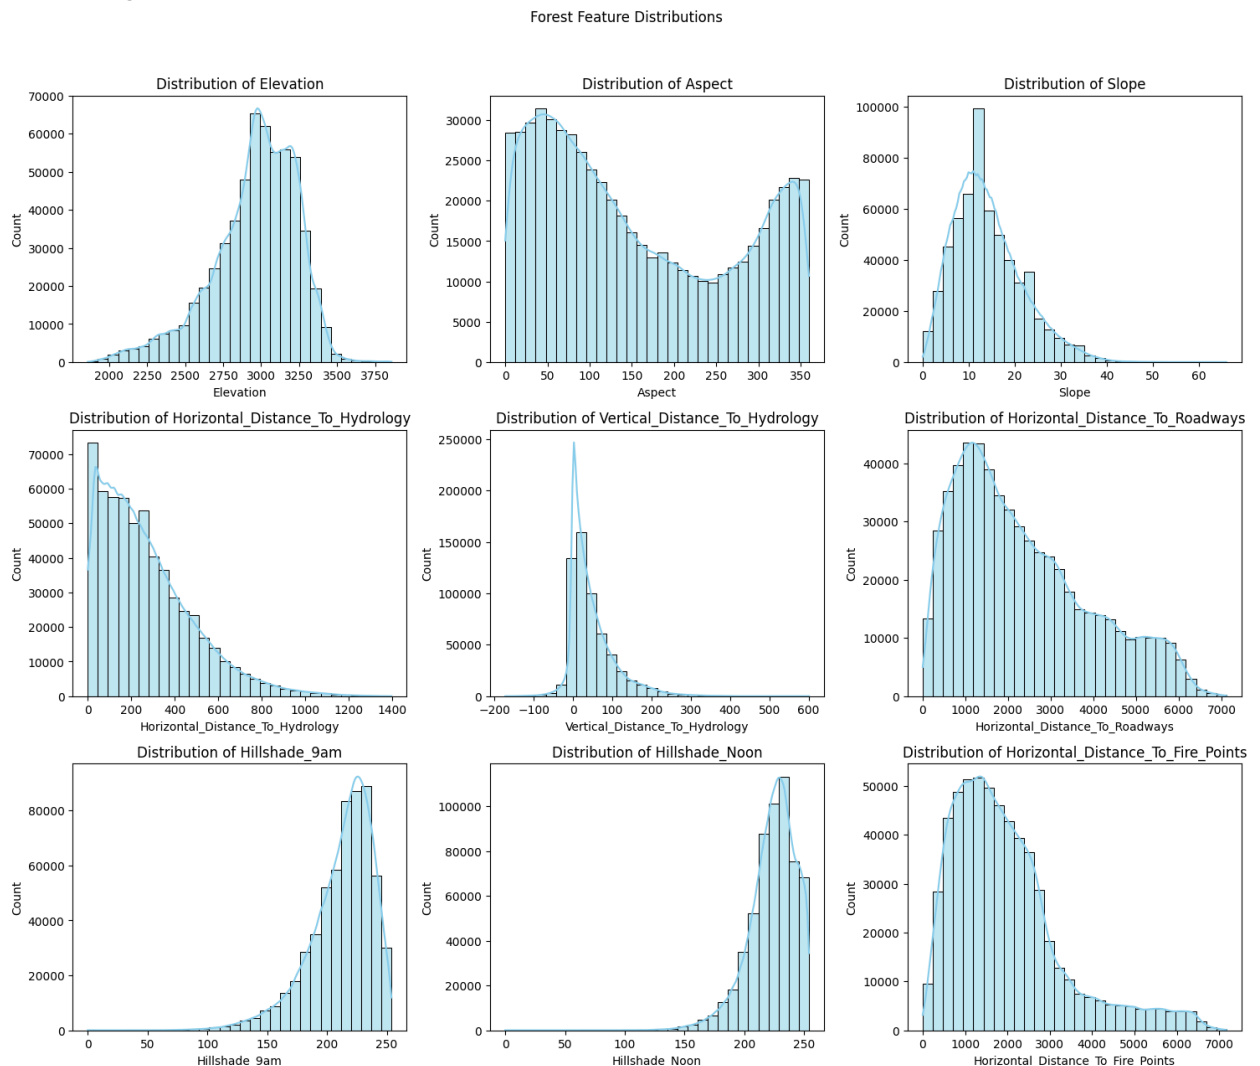 Forest Feature Distributions
Distribution of Elevation
70000
60000
50000
40000
30000
20000
10000
0
Count
2000 2250 2500 2750 3000 3250 3500 3750
Elevation
Distribution of Aspect
30000
25000
20000
15000
10000
5000
0
Count
0 50 100 150 200 250 300 350
Aspect
Distribution of Slope
100000
80000
60000
40000
20000
0
Count
0 10 20 30 40 50 60
Slope
Distribution of Horizontal_Distance_To_Hydrology
70000
60000
50000
40000
30000
20000
10000
0
Count
0 200 400 600 800 1000 1200 1400
Horizontal_Distance_To_Hydrology
Distribution of Vertical_Distance_To_Hydrology
250000
200000
150000
100000
50000
0
Count
−200 −100 0 100 200 300 400 500 600
Vertical_Distance_To_Hydrology
Distribution of Horizontal_Distance_To_Roadways
40000
30000
20000
10000
0
Count
0 1000 2000 3000 4000 5000 6000 7000
Horizontal_Distance_To_Roadways
Distribution of Hillshade_9am
80000
60000
40000
20000
0
Count
0 50 100 150 200 250
Hillshade_9am
Distribution of Hillshade_Noon
100000
80000
60000
40000
20000
0
Count
0 50 100 150 200 250
Hillshade_Noon
Distribution of Horizontal_Distance_To_Fire_Points
50000
40000
30000
20000
10000
0
Count
0 1000 2000 3000 4000 5000 6000 7000
Horizontal_Distance_To_Fire_Points